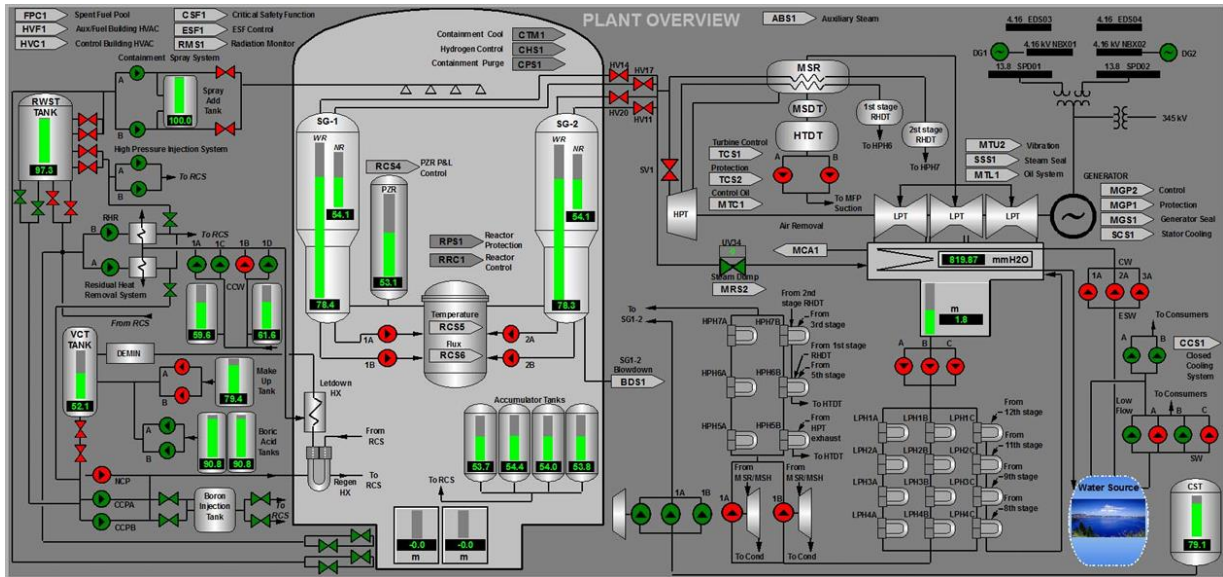 PLANT OVERVIEW
FPC1 Spent Fuel Pool
HVF1 Aux/Fuel Building HVAC
HVC1 Control Building HVAC
CSF1 Critical Safety Function
ESF1 ESF Control
RMS1 Radiation Monitor
Containment Cool CTM1
Hydrogen Control CHS1
Containment Purge CPS1
ABS1 Auxiliary Steam
4.16 EDS03
4.16 EDS04
4.16 kV NBX01
4.16 kV NBX02
DG1
DG2
13.8 SPD01
13.8 SPD02
345 kV
Containment Spray System
A
B
Spray
Add
Tank
100.0
RWST
TANK
97.3
High Pressure Injection System
A
B
To RCS
RHR
B
A
To RCS
Residual Heat
Removal System
From RCS
1A
1C
1B
1D
CCW
59.6
61.6
VCT
TANK
52.1
DEMIN
A
B
Make
Up
Tank
79.4
A
B
90.8
90.8
Boric
Acid
Tanks
NCP
CCPA
CCPB
Boron
Injection
Tank
To
RCS
Letdown
HX
From
RCS
Regen
HX
To
RCS
SG-1
WR
NR
54.1
78.4
SG-2
WR
NR
54.1
78.3
RCS4 PZR P&L
Control
PZR
53.1
RPS1 Reactor
Protection
RRC1 Reactor
Control
Temperature
RCS5
Flux
RCS6
1A
1B
2A
2B
Accumulator Tanks
53.7
54.4
54.0
53.8
To RCS
-0.0
-0.0
m
m
HV14
HV17
HV20
HV11
SV1
HPT
MSR
MSDT
HTDT
1st stage
RHDT
2nd stage
RHDT
To HPH6
To HPH7
A
B
To MFP
Suction
Turbine Control
TCS1
Protection
TCS2
Control Oil
MTC1
MTU2 Vibration
SSS1 Steam Seal
MTL1 Oil System
GENERATOR
MGP2 Control
MGP1 Protection
MGS1 Generator Seal
SCS1 Stator Cooling
LPT
LPT
LPT
Air Removal
MCA1
UV34
Steam Dump
MRS2
819.87 mmH2O
m
1.8
CW
1A
2A
3A
ESW
A
B
C
To
SG1-2
SG1-2
Blowdown
BDS1
HPH7A
HPH7B
HPH6A
HPH6B
HPH5A
HPH5B
From 2nd
stage RHDT
From
3rd stage
From 1st stage
RHDT
From
5th stage
To HTDT
From
HPT
exhaust
To HTDT
From
MSR/MSH
From
MSR/MSH
1A
1B
1A
1B
To Cond
To Cond
LPH1A
LPH1B
LPH1C
LPH2A
LPH2B
LPH2C
LPH3A
LPH3B
LPH3C
LPH4A
LPH4B
LPH4C
From
12th stage
From
11th stage
From
9th stage
From
8th stage
To Consumers
A
B
CCS1 Closed
Cooling
System
To Consumers
Low
Flow
A
B
C
SW
Water Source
CST
79.1